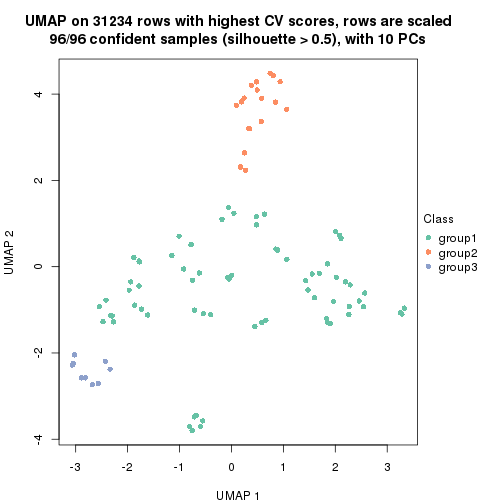 UMAP on 31234 rows with highest CV scores, rows are scaled
96/96 confident samples (silhouette > 0.5), with 10 PCs
4
2
0
-2
-4
UMAP 2
-3 -2 -1 0 1 2 3
UMAP 1
Class
group1
group2
group3